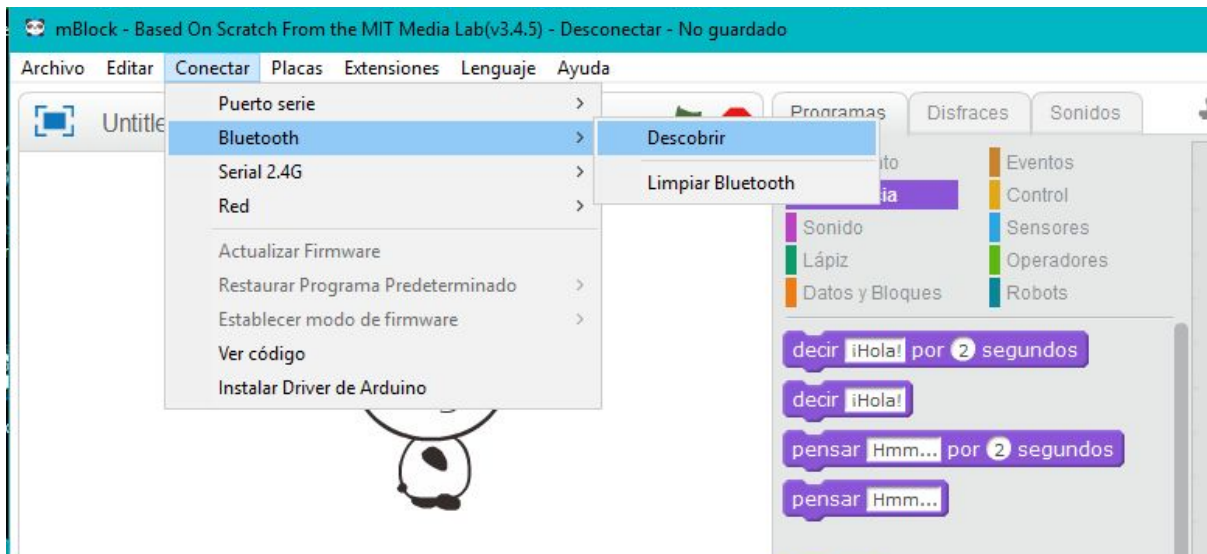 mBlock - Based On Scratch From the MIT Media Lab(v3.4.5) - Desconectar - No guardado
Archivo Editar Conectar Placas Extensiones Lenguaje Ayuda
Puerto serie
Bluetooth
Serial 2.4G
Red
Actualizar Firmware
Restaurar Programa Predeterminado
Establecer modo de firmware
Ver código
Instalar Driver de Arduino
Descobrir
Limpiar Bluetooth
Programas Disfraces Sonidos
Eventos
Control
Sonido Sensores
Lápiz Operadores
Datos y Bloques Robots
decir ¡Hola! por 2 segundos
decir ¡Hola!
pensar Hmm... por 2 segundos
pensar Hmm...